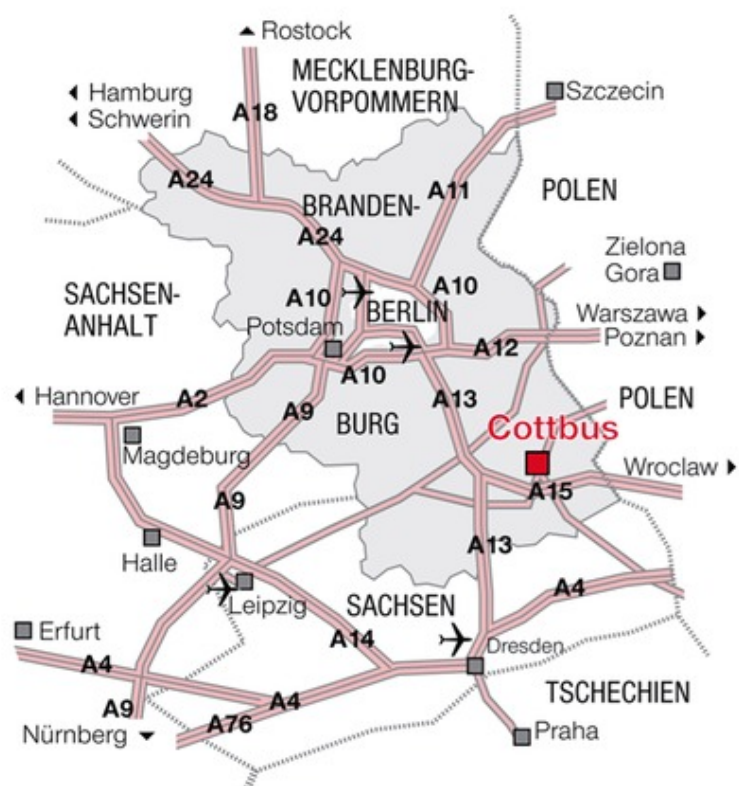 Rostock
MECKLENBURG-
VORPOMMERN
Hamburg
Schwerin
Szczecin
A18
A24
A11
POLEN
BRANDEN-
A24
Zielona
Gora
A10
A10
BERLIN
SACHSEN-
ANHALT
Warszawa
Poznan
Potsdam
A12
A10
Hannover
A2
A9
A13
POLEN
BURG
Cottbus
Magdeburg
Wroclaw
A15
A9
A13
Halle
Leipzig
SACHSEN
A4
Erfurt
A14
Dresden
A4
A4
A9
A76
TSCHECHIEN
Nürnberg
Praha